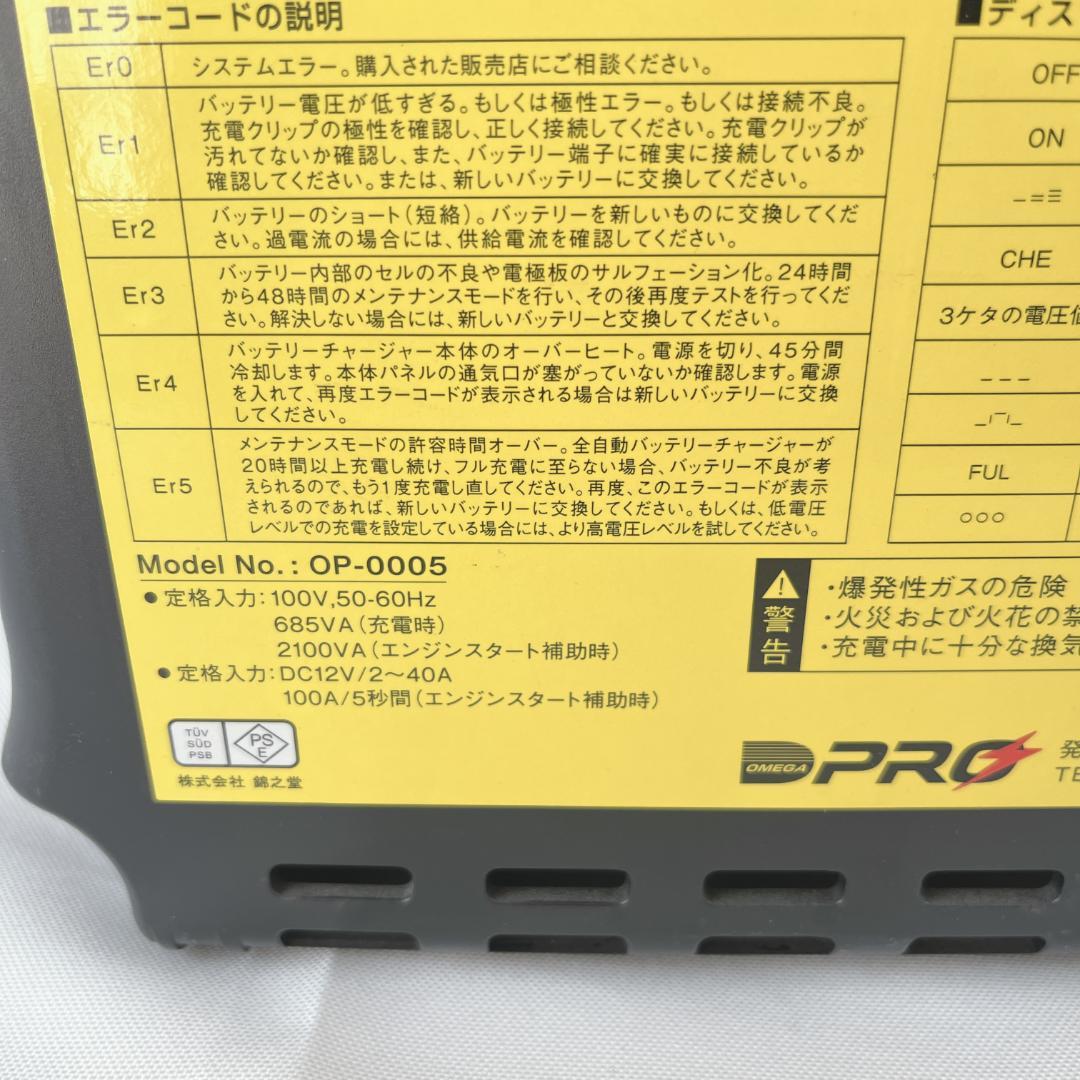 ■エラーコードの説明
Er0 システムエラー。購入された販売店にご相談ください。
Er1 バッテリー電圧が低すぎる。もしくは極性エラー。もしくは接続不良。
充電クリップの極性を確認し、正しく接続してください。充電クリップが
汚れてないか確認し、また、バッテリー端子に確実に接続しているか
確認してください。または、新しいバッテリーに交換してください。
Er2 バッテリーのショート(短絡)。バッテリーを新しいものに交換してくだ
さい。過電流の場合には、供給電流を確認してください。
Er3 バッテリー内部のセルの不良や電極板のサルフェーション化。24時間
から48時間のメンテナンスモードを行い、その後再度テストを行ってくだ
さい。解決しない場合には、新しいバッテリーと交換してください。
Er4 バッテリーチャージャー本体のオーバーヒート。電源を切り、45分間
冷却します。本体パネルの通気口が塞がっていないか確認します。電源
を入れて、再度エラーコードが表示される場合は新しいバッテリーに交換
してください。
Er5 メンテナンスモードの許容時間オーバー。全自動バッテリーチャージャーが
20時間以上充電し続け、フル充電に至らない場合、バッテリー不良が考
えられるので、もう1度充電し直してください。再度、このエラーコードが表示
されるのであれば、新しいバッテリーに交換してください。もしくは、低電圧
レベルでの充電を設定している場合には、より高電圧レベルを試してください。
■ディス
OFF
ON
CHE
3ケタの電圧値
---
FUL
○○○
Model No.: OP-0005
●定格入力:100V,50-60Hz
685VA(充電時)
2100VA(エンジンスタート補助時)
●定格入力:DC12V/2～40A
100A/5秒間(エンジンスタート補助時)
警告
・爆発性ガスの危険
・火災および火花の禁
・充電中に十分な換気
TÜV
SÜD
PSB
PS
E
株式会社 錦之堂
OMEGA PRO
発
TE